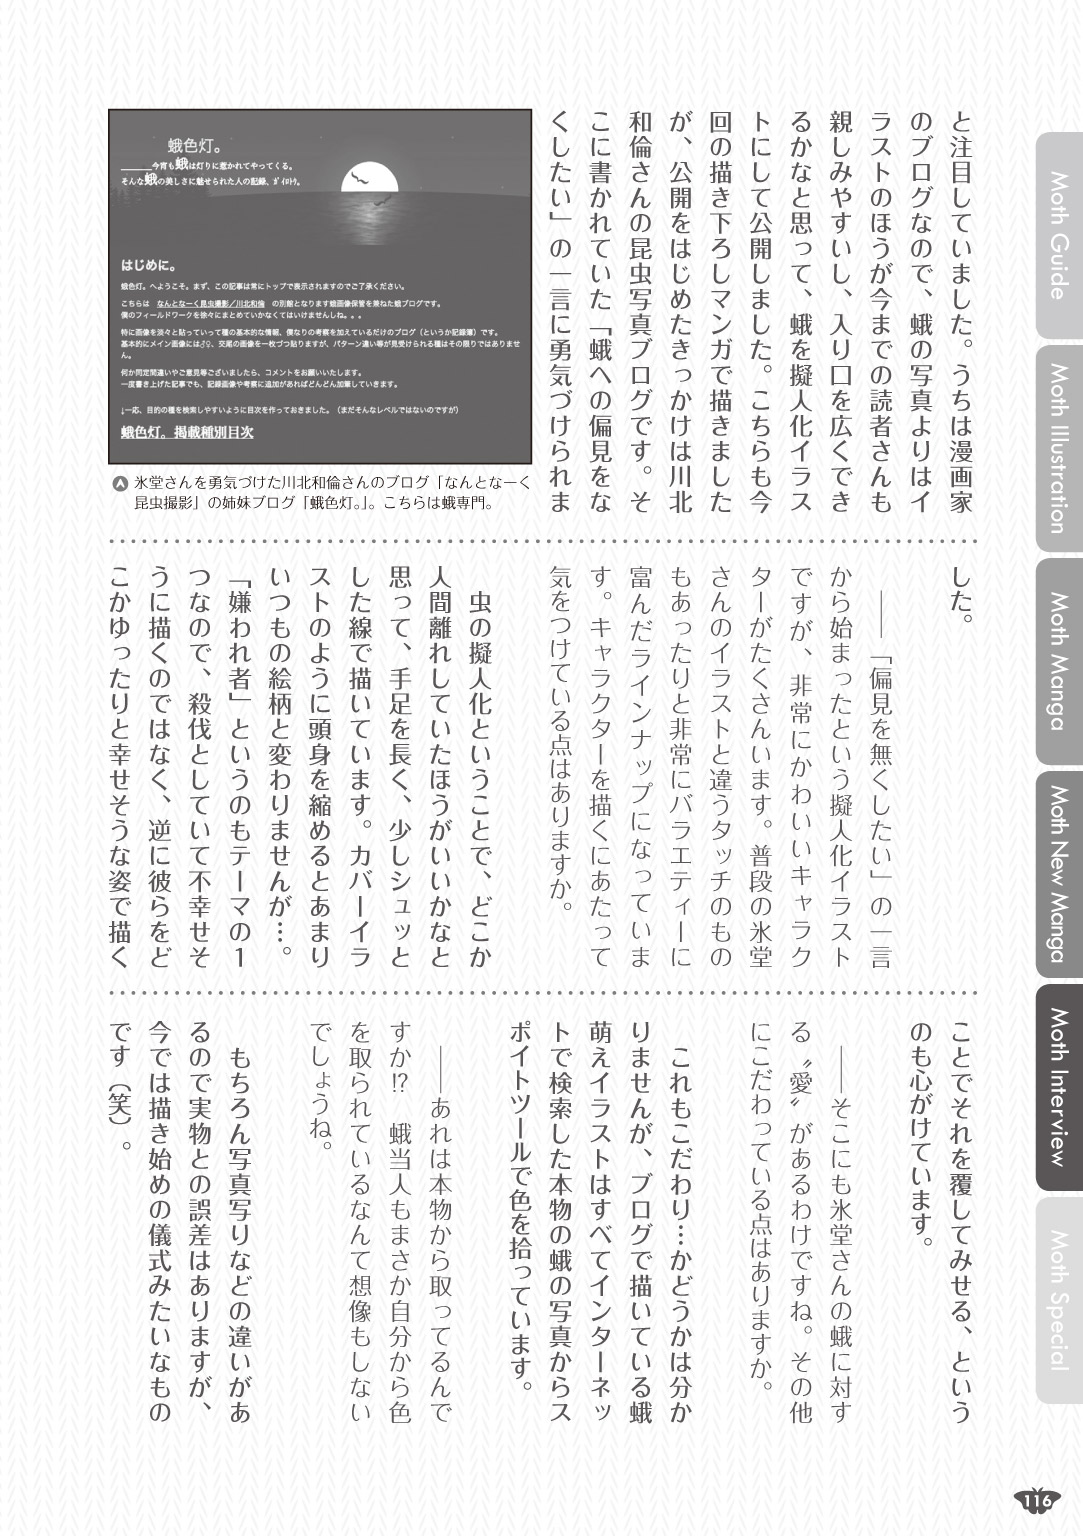 と注目していました。うちは漫画家
のブログなので、蛾の写真よりはイ
ラストのほうが今までの読者さんも
親しみやすいし、入り口を広くでき
るかなと思って、蛾を擬人化イラス
トにして公開しました。こちらも今
回の描き下ろしマンガで描きました
が、公開をはじめたきっかけは川北
和倫さんの昆虫写真ブログです。そ
こに書かれていた「蛾への偏見をな
くしたい」の一言に勇気づけられま
蛾色灯。
______今宵も蛾は灯りに惹かれてやってくる。
そんな蛾の美しさに魅せられた人の記録、ｶﾞｲﾛﾄｳ。
はじめに。
蛾色灯。へようこそ。まず、この記事は常にトップで表示されますのでご了承ください。
こちらは　なんとなーく昆虫撮影／川北和倫　の別館となります蛾画像保管を兼ねた蛾ブログです。
僕のフィールドワークを徐々にまとめていかなくてはいけませんしね。。。
特に画像を淡々と貼っていって種の基本的な情報、僕なりの考察を加えているだけのブログ（というか記録簿）です。
基本的にメイン画像には♂♀、交尾の画像を一枚づつ貼りますが、パターン違い等が見受けられる種はその限りではありませ
ん。
何か同定間違いやご意見等ございましたら、コメントをお願いいたします。
一度書き上げた記事でも、記録画像や考察に追加があればどんどん加筆していきます。
↓一応、目的の種を検索しやすいように目次を作っておきました。（まだそんなレベルではないのですが）
蛾色灯。掲載種別目次
氷堂さんを勇気づけた川北和倫さんのブログ「なんとなーく
昆虫撮影」の姉妹ブログ「蛾色灯。」。こちらは蛾専門。
した。
――「偏見を無くしたい」の一言
から始まったという擬人化イラスト
ですが、非常にかわいいキャラク
ターがたくさんいます。普段の氷堂
さんのイラストと違うタッチのもの
もあったりと非常にバラエティーに
富んだラインナップになっていま
す。キャラクターを描くにあたって
気をつけている点はありますか。
虫の擬人化ということで、どこか
人間離れしていたほうがいいかなと
思って、手足を長く、少しシュッと
した線で描いています。カバーイラ
ストのように頭身を縮めるとあまり
いつもの絵柄と変わりませんが…。
「嫌われ者」というのもテーマの1
つなので、殺伐としていて不幸せそ
うに描くのではなく、逆に彼らをど
こかゆったりと幸せそうな姿で描く
ことでそれを覆してみせる、という
のも心がけています。
――そこにも氷堂さんの蛾に対す
る〝愛〟があるわけですね。その他
にこだわっている点はありますか。
これもこだわり…かどうかは分か
りませんが、ブログで描いている蛾
萌えイラストはすべてインターネッ
トで検索した本物の蛾の写真からス
ポイトツールで色を拾っています。
――あれは本物から取ってるんで
すか!?　蛾当人もまさか自分から色
を取られているなんて想像もしない
でしょうね。
もちろん写真写りなどの違いがあ
るので実物との誤差はありますが、
今では描き始めの儀式みたいなもの
です（笑）。
Moth Guide
Moth Illustration
Moth Manga
Moth New Manga
Moth Interview
Moth Special
116